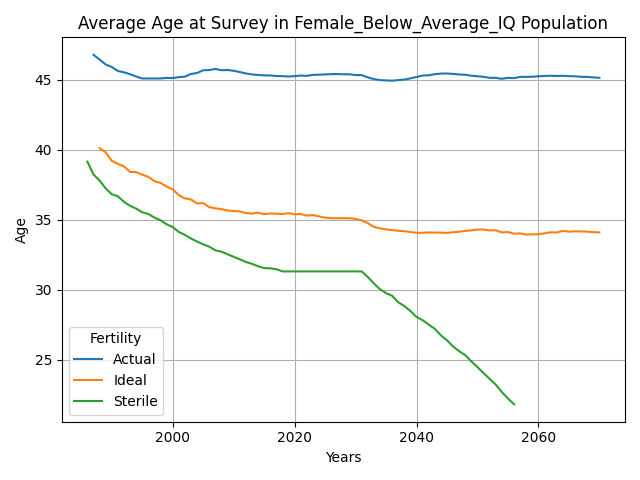 Average Age at Survey in Female_Below_Average_IQ Population
Age
45
40
35
30
25
Fertility
Actual
Ideal
Sterile
2000
2020
2040
2060
Years